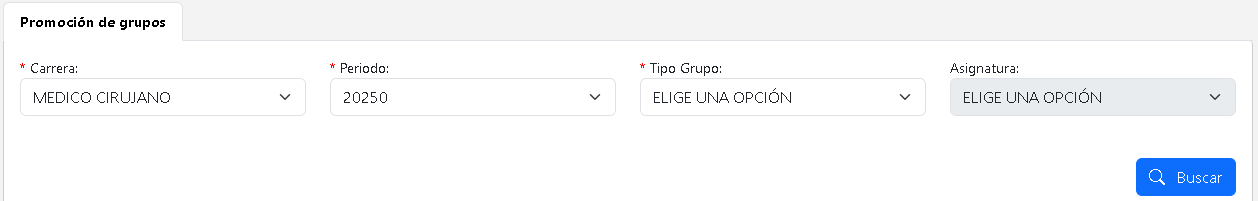 Promoción de grupos
* Carrera: * Periodo: * Tipo Grupo: Asignatura:
MEDICO CIRUJANO 20250 ELIGE UNA OPCIÓN ELIGE UNA OPCIÓN
Buscar